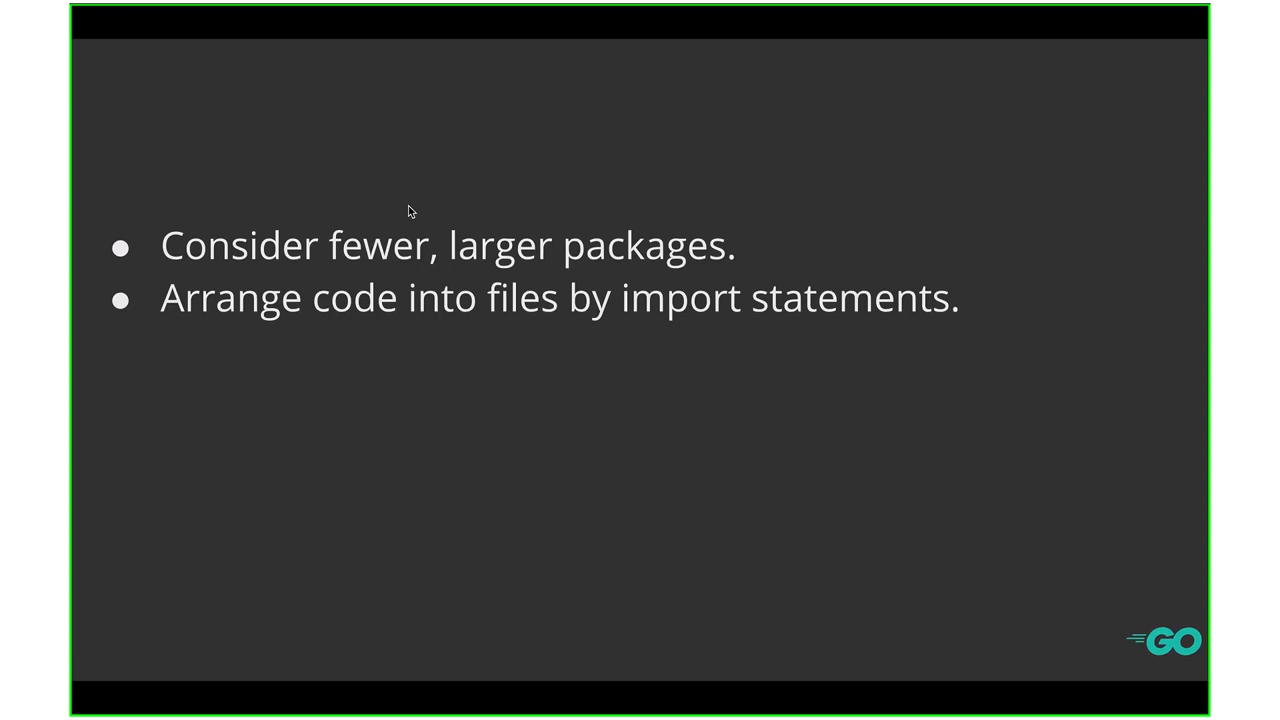 ● Consider fewer, larger packages.
● Arrange code into files by import statements.
GO